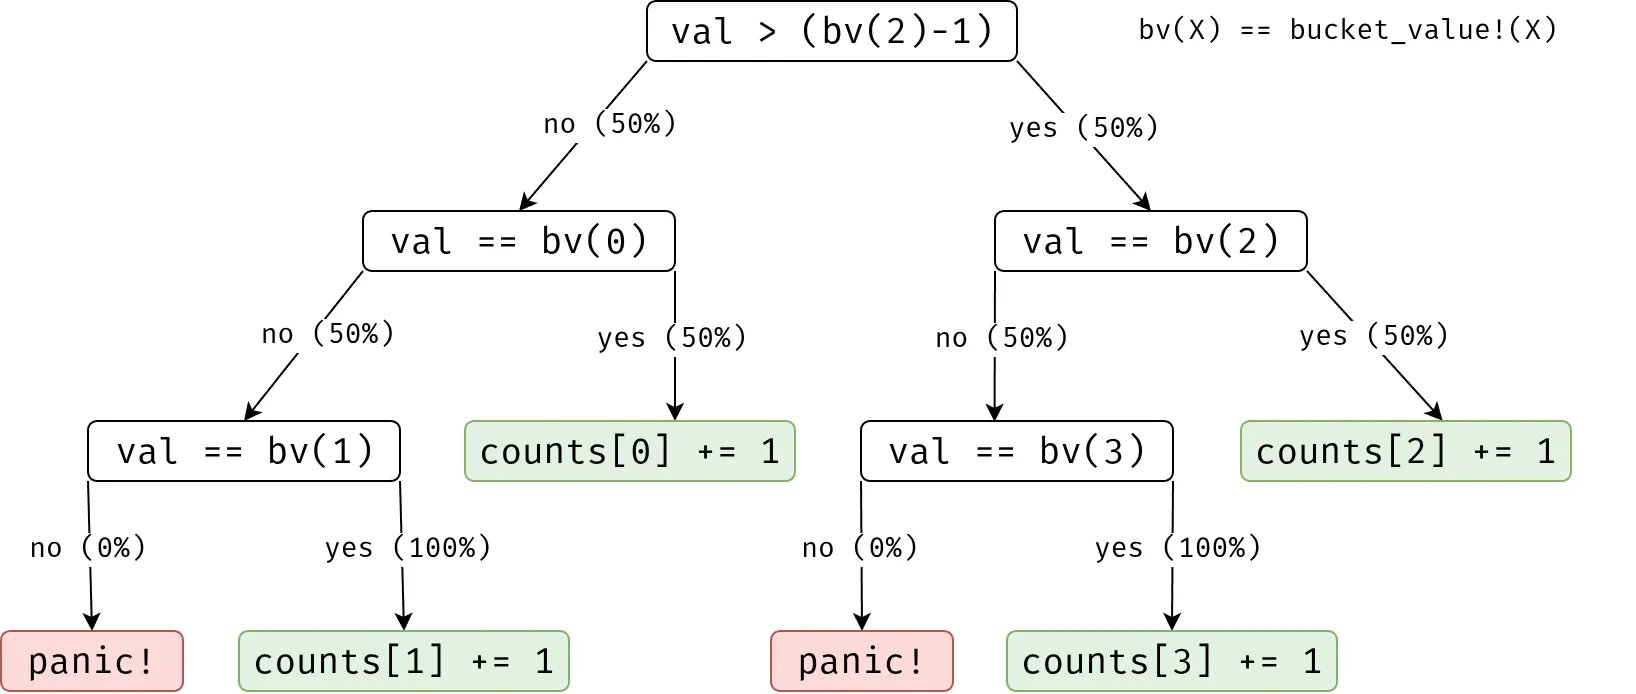 val > (bv(2)-1)
bv(X) == bucket_value!(X)
no (50%)
yes (50%)
val == bv(0)
val == bv(2)
no (50%)
yes (50%)
no (50%)
yes (50%)
val == bv(1)
counts[0] += 1
val == bv(3)
counts[2] += 1
no (0%)
yes (100%)
no (0%)
yes (100%)
panic!
counts[1] += 1
panic!
counts[3] += 1